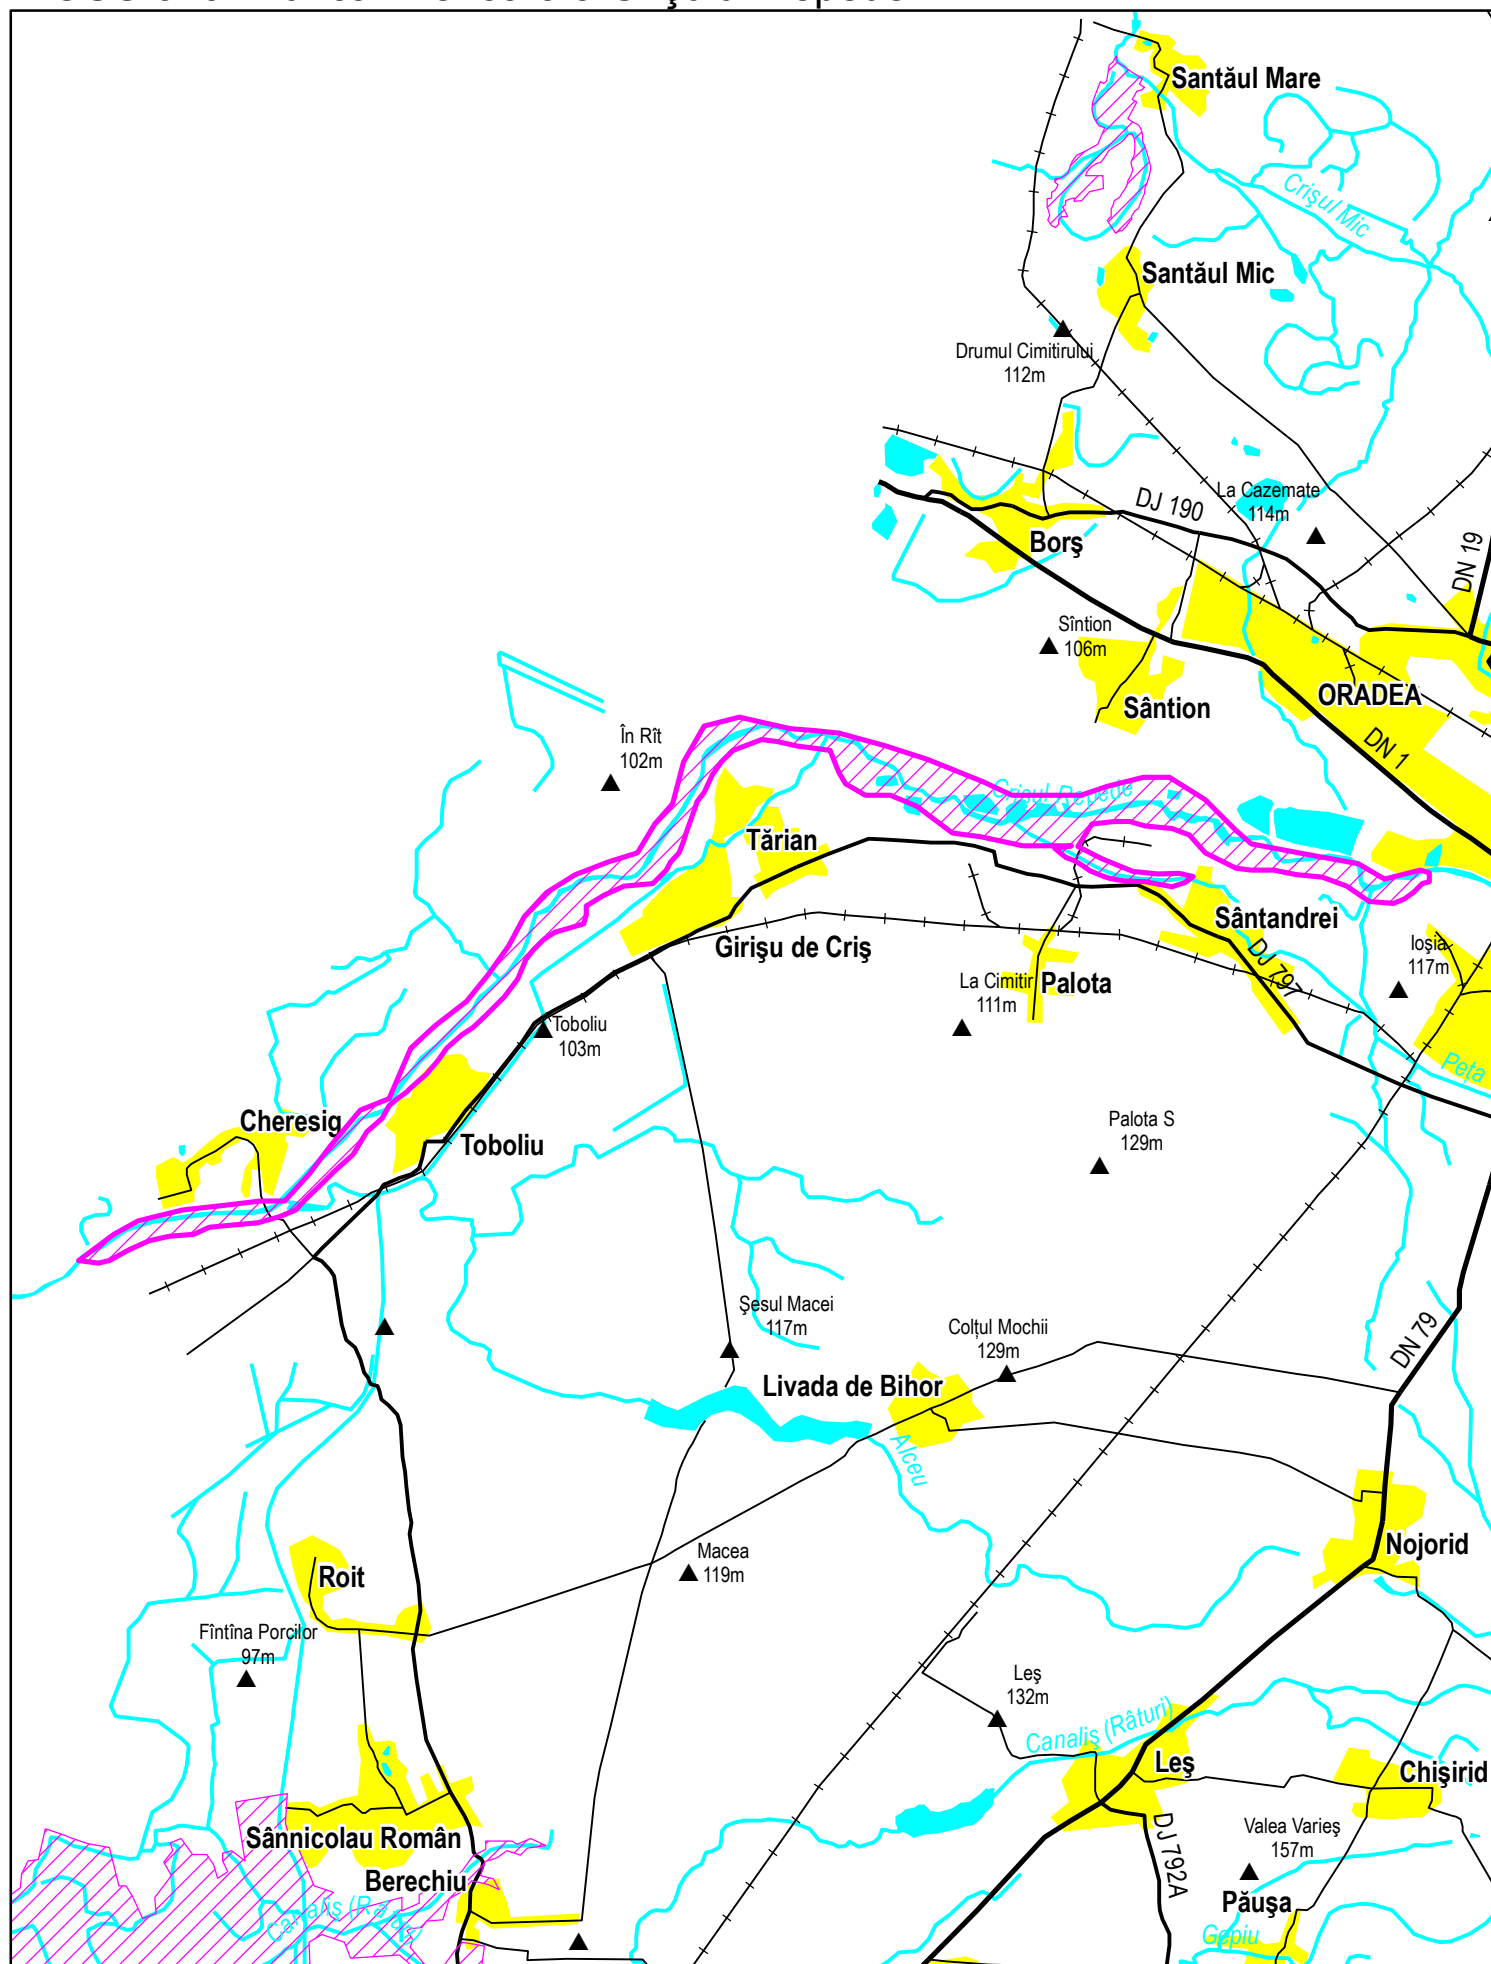 Santăul Mare
Crişul Mic
Santăul Mic
Drumul Cimitirului
112m
La Cazemate
114m
DJ 190
DN 19
Borş
Sîntion
106m
Sântion
ORADEA
DN 1
În Rît
102m
Crişul Repede
Tărian
Sântandrei
Girişu de Criş
DJ 797
Ioşia
117m
La Cimitir
111m
Palota
Toboliu
103m
Peţa
Cheresig
Toboliu
Palota S
129m
Şesul Macei
117m
Colţul Mochii
129m
DN 79
Livada de Bihor
Alceu
Nojorid
Macea
119m
Roit
Fîntîna Porcilor
97m
Leş
132m
Canaliş (Râturi)
Leş
Chişirid
Sânnicolau Român
Valea Varieş
157m
DJ 792A
Berechiu
Păuşa
Canaliş (Râturi)
Gepiu